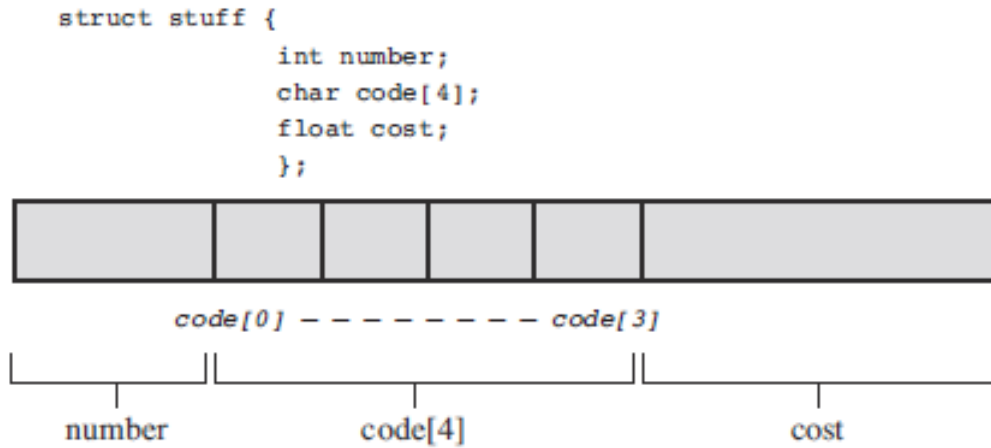 struct stuff {
int number;
char code[4];
float cost;
};
code[0] – – – – – – – – code[3]
number code[4] cost